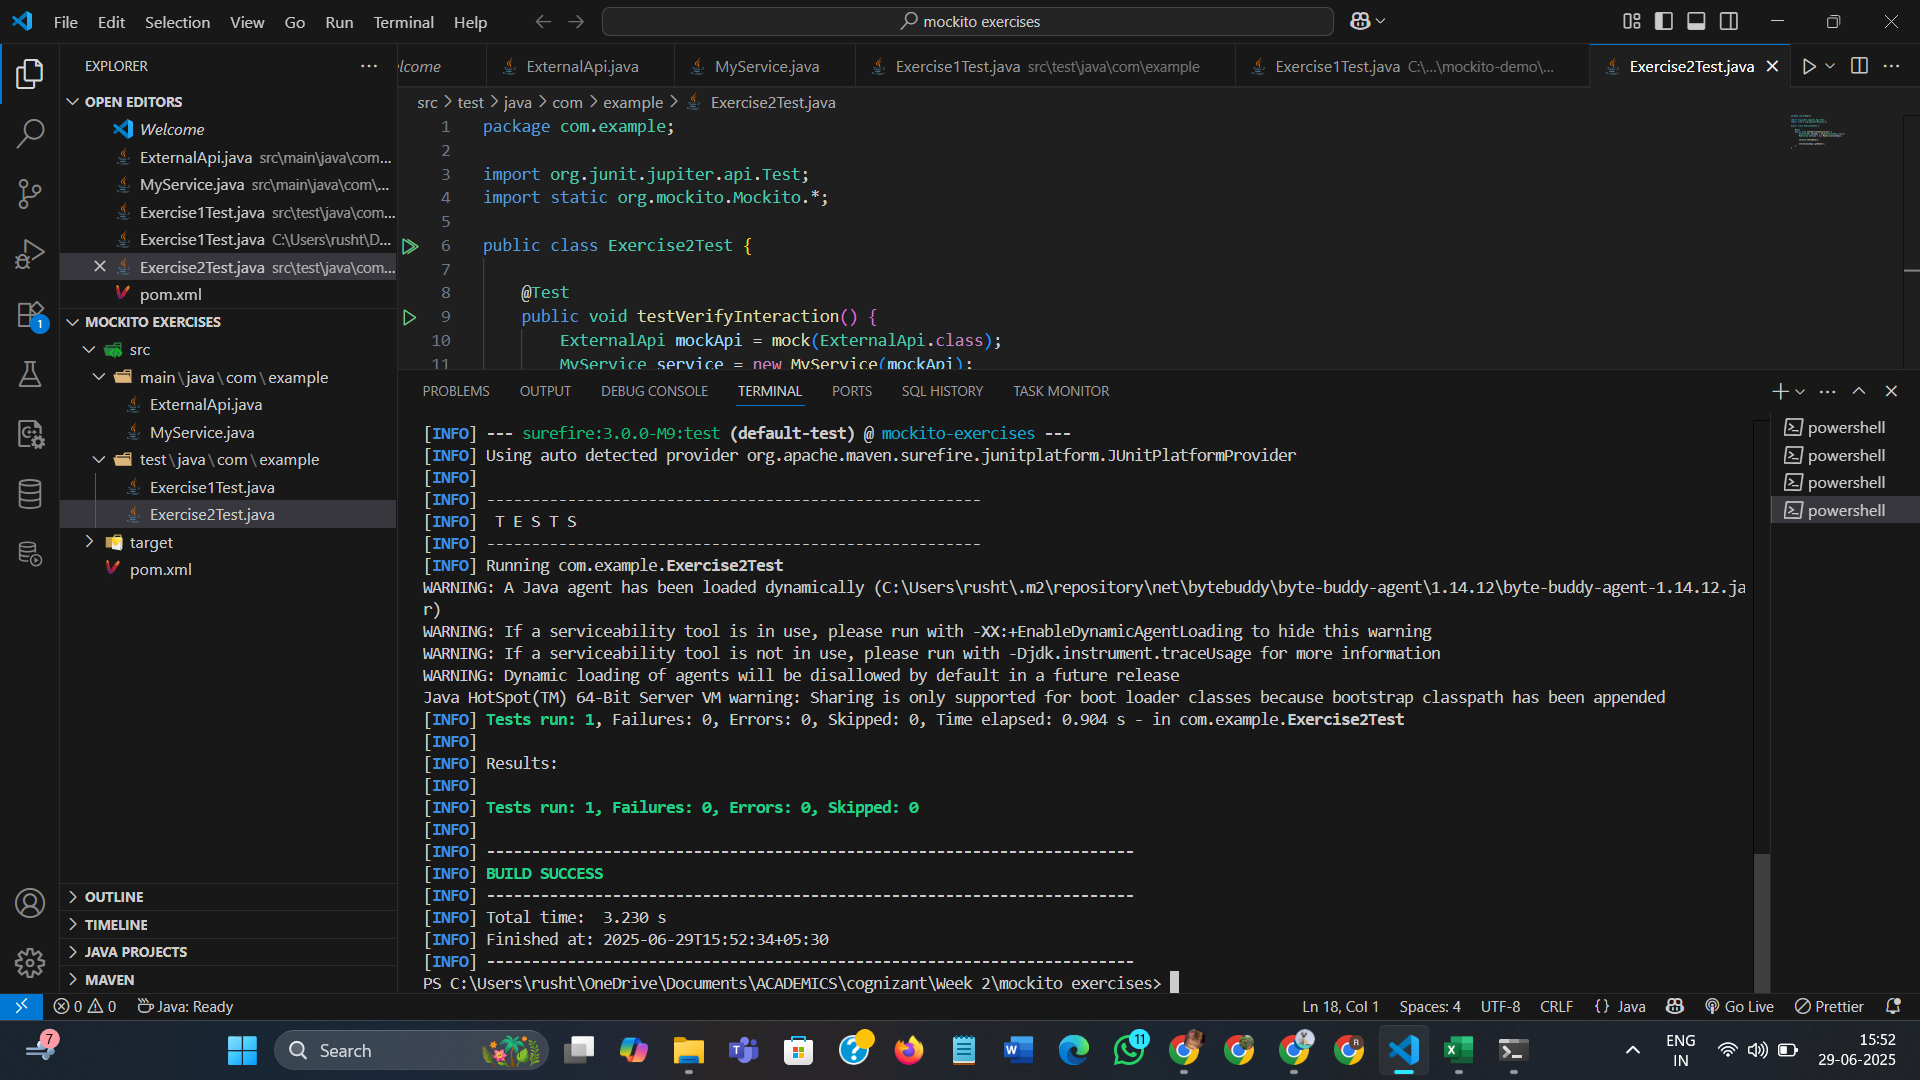 File Edit Selection View Go Run Terminal Help
mockito exercises
EXPLORER
OPEN EDITORS
Welcome
ExternalApi.java src\main\java\com...
MyService.java src\main\java\com\...
Exercise1Test.java src\test\java\com...
Exercise1Test.java C:\Users\rusht\D...
Exercise2Test.java src\test\java\com...
pom.xml
MOCKITO EXERCISES
src
main\java\com\example
ExternalApi.java
MyService.java
test\java\com\example
Exercise1Test.java
Exercise2Test.java
target
pom.xml
OUTLINE
TIMELINE
JAVA PROJECTS
MAVEN
1
elcome ExternalApi.java MyService.java Exercise1Test.java src\test\java\com\example Exercise1Test.java C:\...\mockito-demo\... Exercise2Test.java
src > test > java > com > example > Exercise2Test.java
1 package com.example;
2
3 import org.junit.jupiter.api.Test;
4 import static org.mockito.Mockito.*;
5
6 public class Exercise2Test {
7
8 @Test
9 public void testVerifyInteraction() {
10 ExternalApi mockApi = mock(ExternalApi.class);
11 MyService service = new MyService(mockApi);
PROBLEMS OUTPUT DEBUG CONSOLE TERMINAL PORTS SQL HISTORY TASK MONITOR
[INFO] --- surefire:3.0.0-M9:test (default-test) @ mockito-exercises ---
[INFO] Using auto detected provider org.apache.maven.surefire.junitplatform.JUnitPlatformProvider
[INFO]
[INFO] -------------------------------------------------------
[INFO] T E S T S
[INFO] -------------------------------------------------------
[INFO] Running com.example.Exercise2Test
WARNING: A Java agent has been loaded dynamically (C:\Users\rusht\.m2\repository\net\bytebuddy\byte-buddy-agent\1.14.12\byte-buddy-agent-1.14.12.ja
r)
WARNING: If a serviceability tool is in use, please run with -XX:+EnableDynamicAgentLoading to hide this warning
WARNING: If a serviceability tool is not in use, please run with -Djdk.instrument.traceUsage for more information
WARNING: Dynamic loading of agents will be disallowed by default in a future release
Java HotSpot(TM) 64-Bit Server VM warning: Sharing is only supported for boot loader classes because bootstrap classpath has been appended
[INFO] Tests run: 1, Failures: 0, Errors: 0, Skipped: 0, Time elapsed: 0.904 s - in com.example.Exercise2Test
[INFO]
[INFO] Results:
[INFO]
[INFO] Tests run: 1, Failures: 0, Errors: 0, Skipped: 0
[INFO]
[INFO] ------------------------------------------------------------------------
[INFO] BUILD SUCCESS
[INFO] ------------------------------------------------------------------------
[INFO] Total time:  3.230 s
[INFO] Finished at: 2025-06-29T15:52:34+05:30
[INFO] ------------------------------------------------------------------------
PS C:\Users\rusht\OneDrive\Documents\ACADEMICS\cognizant\Week 2\mockito exercises>
powershell
powershell
powershell
powershell
0 0 Java: Ready
Ln 18, Col 1 Spaces: 4 UTF-8 CRLF {} Java Go Live Prettier
7
Search
11
ENG
IN
15:52
29-06-2025